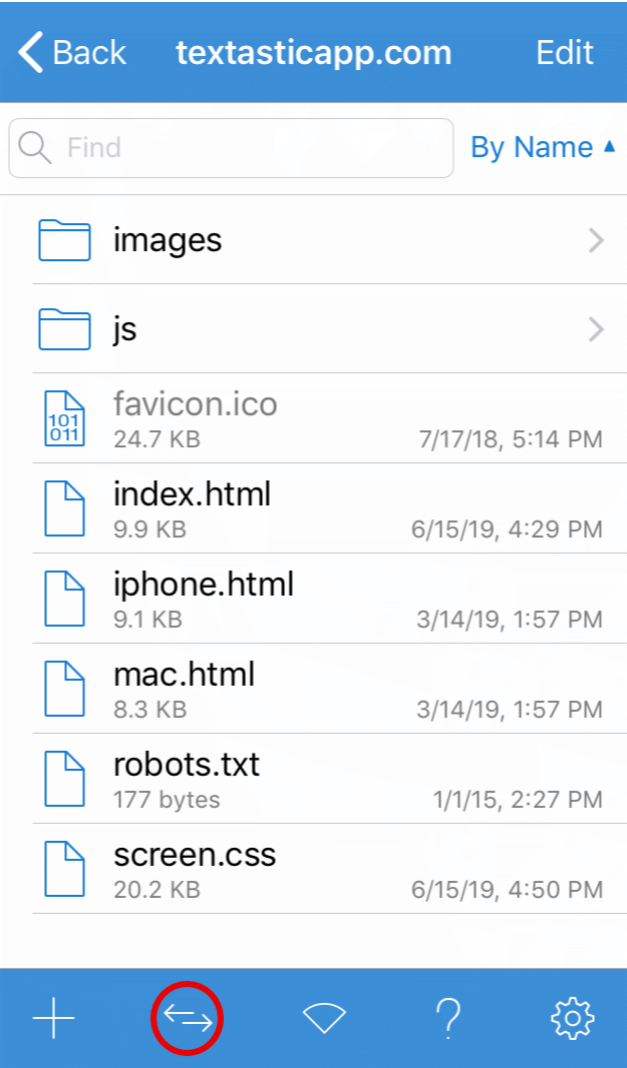 Back textasticapp.com Edit
Find By Name ▲
images
js
101
011
favicon.ico
24.7 KB 7/17/18, 5:14 PM
index.html
9.9 KB 6/15/19, 4:29 PM
iphone.html
9.1 KB 3/14/19, 1:57 PM
mac.html
8.3 KB 3/14/19, 1:57 PM
robots.txt
177 bytes 1/1/15, 2:27 PM
screen.css
20.2 KB 6/15/19, 4:50 PM
?